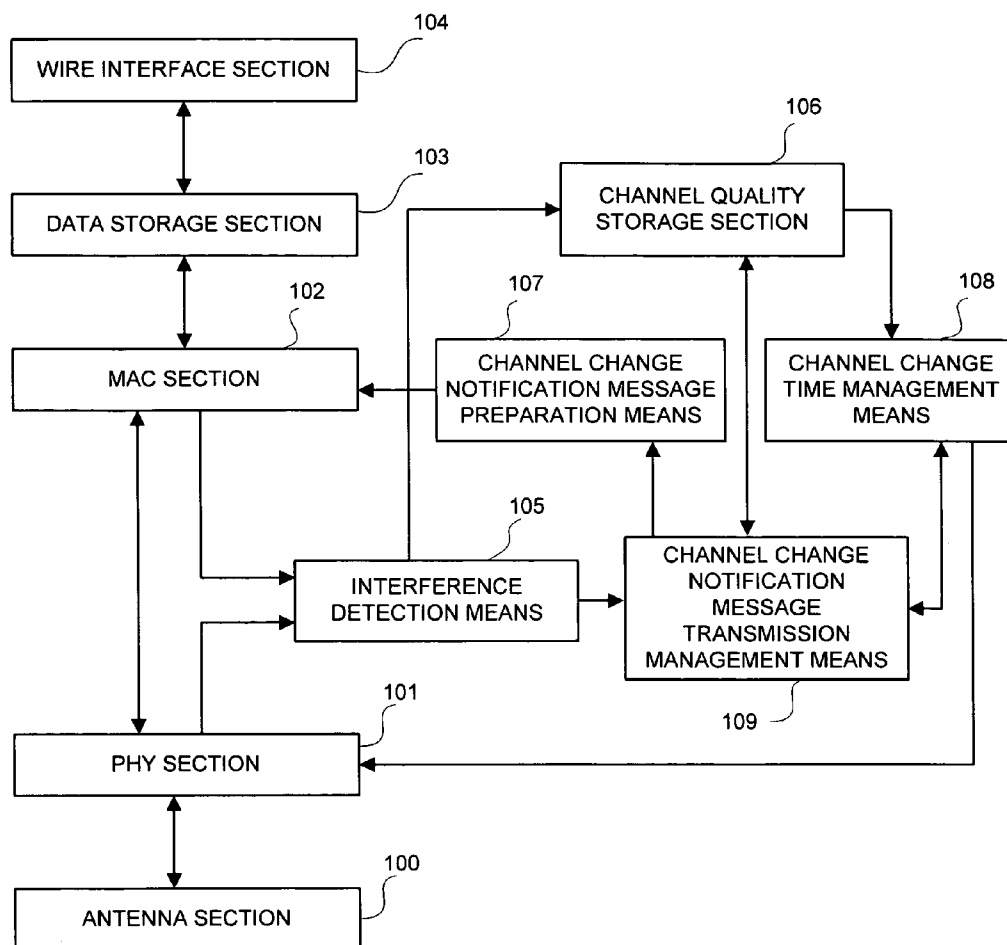 104
WIRE INTERFACE SECTION
106
103
CHANNEL QUALITY
STORAGE SECTION
DATA STORAGE SECTION
102
107
108
MAC SECTION
CHANNEL CHANGE
NOTIFICATION MESSAGE
PREPARATION MEANS
CHANNEL CHANGE
TIME MANAGEMENT
MEANS
105
INTERFERENCE
DETECTION MEANS
CHANNEL CHANGE
NOTIFICATION
MESSAGE
TRANSMISSION
MANAGEMENT MEANS
101
109
PHY SECTION
100
ANTENNA SECTION